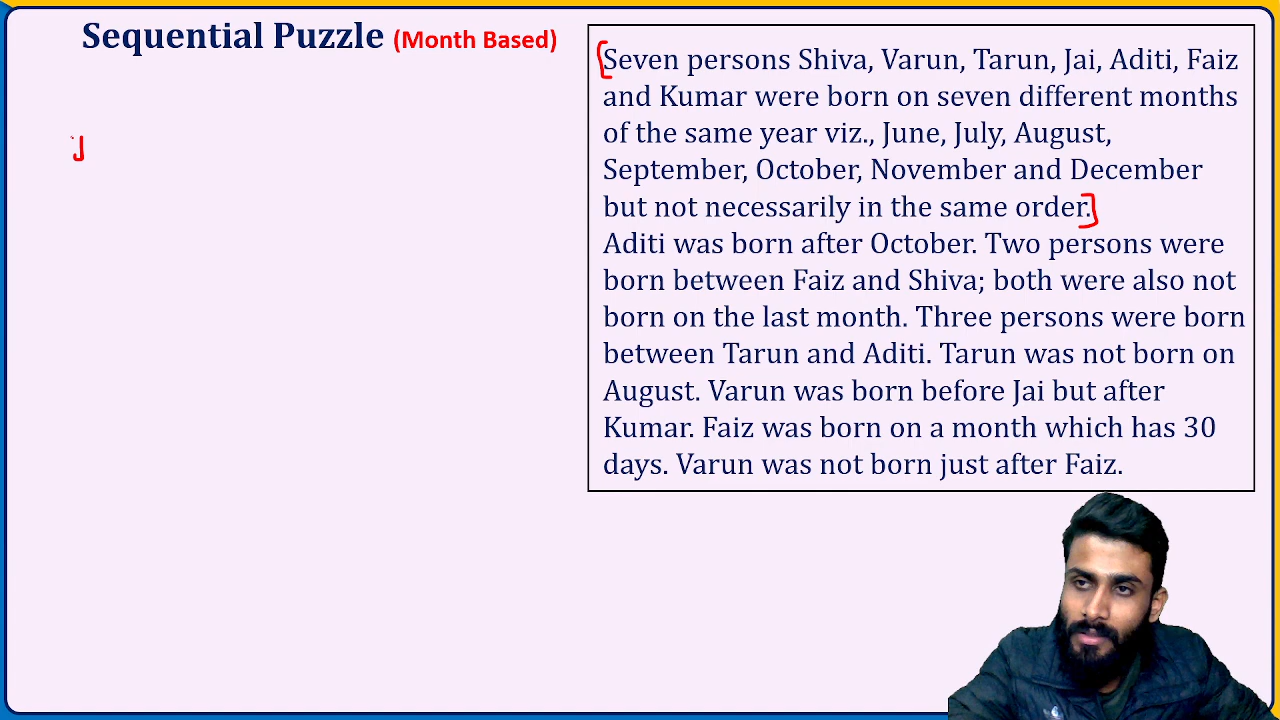 Sequential Puzzle (Month Based)
Seven persons Shiva, Varun, Tarun, Jai, Aditi, Faiz
and Kumar were born on seven different months
of the same year viz., June, July, August,
September, October, November and December
but not necessarily in the same order.
Aditi was born after October. Two persons were
born between Faiz and Shiva; both were also not
born on the last month. Three persons were born
between Tarun and Aditi. Tarun was not born on
August. Varun was born before Jai but after
Kumar. Faiz was born on a month which has 30
days. Varun was not born just after Faiz.
J